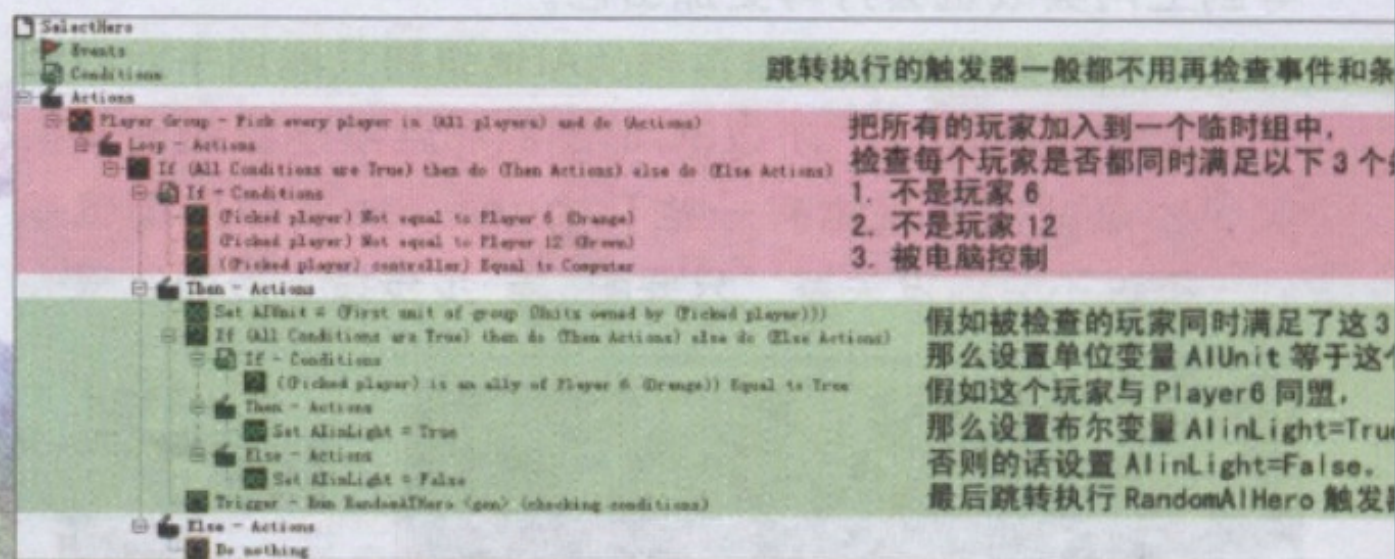 SelectHero
Events
Conditions
跳转执行的触发器一般都不用再检查事件和条
Actions
Player Group - Pick every player in (All players) and do (Actions)
Loop - Actions
If (All Conditions are True) then do (Then Actions) else do (Else Actions)
If - Conditions
(Picked player) Not equal to Player 6 (Orange)
(Picked player) Not equal to Player 12 (Brown)
((Picked player) controller) Equal to Computer
把所有的玩家加入到一个临时组中,
检查每个玩家是否都同时满足以下 3 个
1. 不是玩家 6
2. 不是玩家 12
3. 被电脑控制
Then - Actions
Set AIUnit = (First unit of group (Units owned by (Picked player)))
If (All Conditions are True) then do (Then Actions) else do (Else Actions)
If - Conditions
((Picked player) is an ally of Player 6 (Orange)) Equal to True
Then - Actions
Set AIinLight = True
Else - Actions
Set AIinLight = False
Trigger - Run RandomAIHero <gen> (checking conditions)
假如被检查的玩家同时满足了这 3
那么设置单位变量 AIUnit 等于这个
假如这个玩家与 Player6 同盟,
那么设置布尔变量 AIinLight=True
否则的话设置 AIinLight=False。
最后跳转执行 RandomAIHero 触发器
Else - Actions
Do nothing